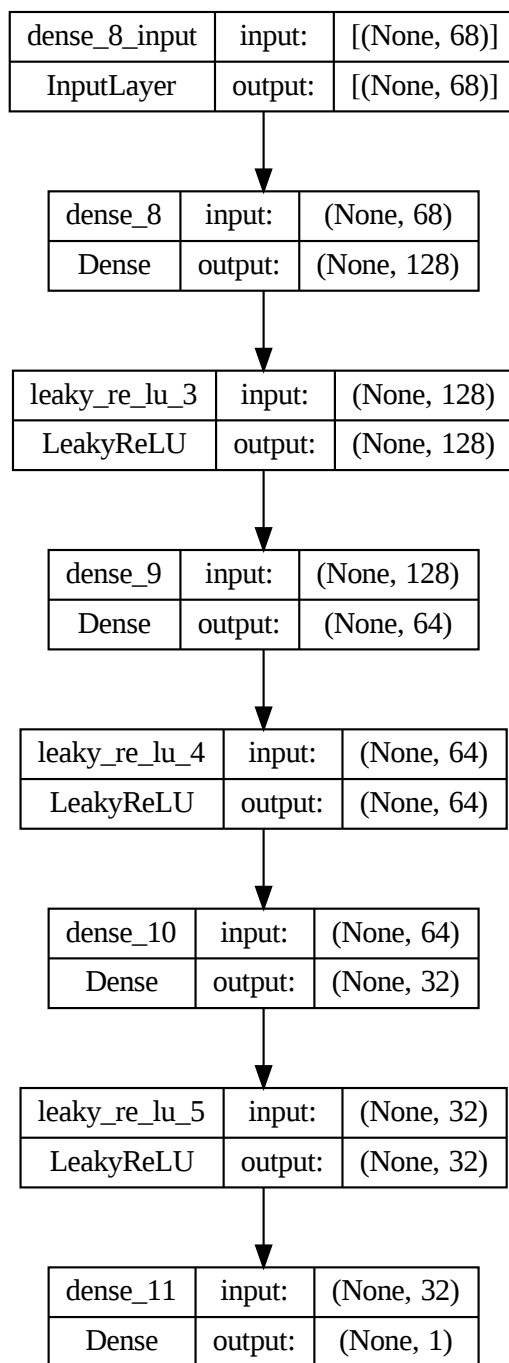 dense_8_input input: [(None, 68)]
InputLayer output: [(None, 68)]
dense_8 input: (None, 68)
Dense output: (None, 128)
leaky_re_lu_3 input: (None, 128)
LeakyReLU output: (None, 128)
dense_9 input: (None, 128)
Dense output: (None, 64)
leaky_re_lu_4 input: (None, 64)
LeakyReLU output: (None, 64)
dense_10 input: (None, 64)
Dense output: (None, 32)
leaky_re_lu_5 input: (None, 32)
LeakyReLU output: (None, 32)
dense_11 input: (None, 32)
Dense output: (None, 1)